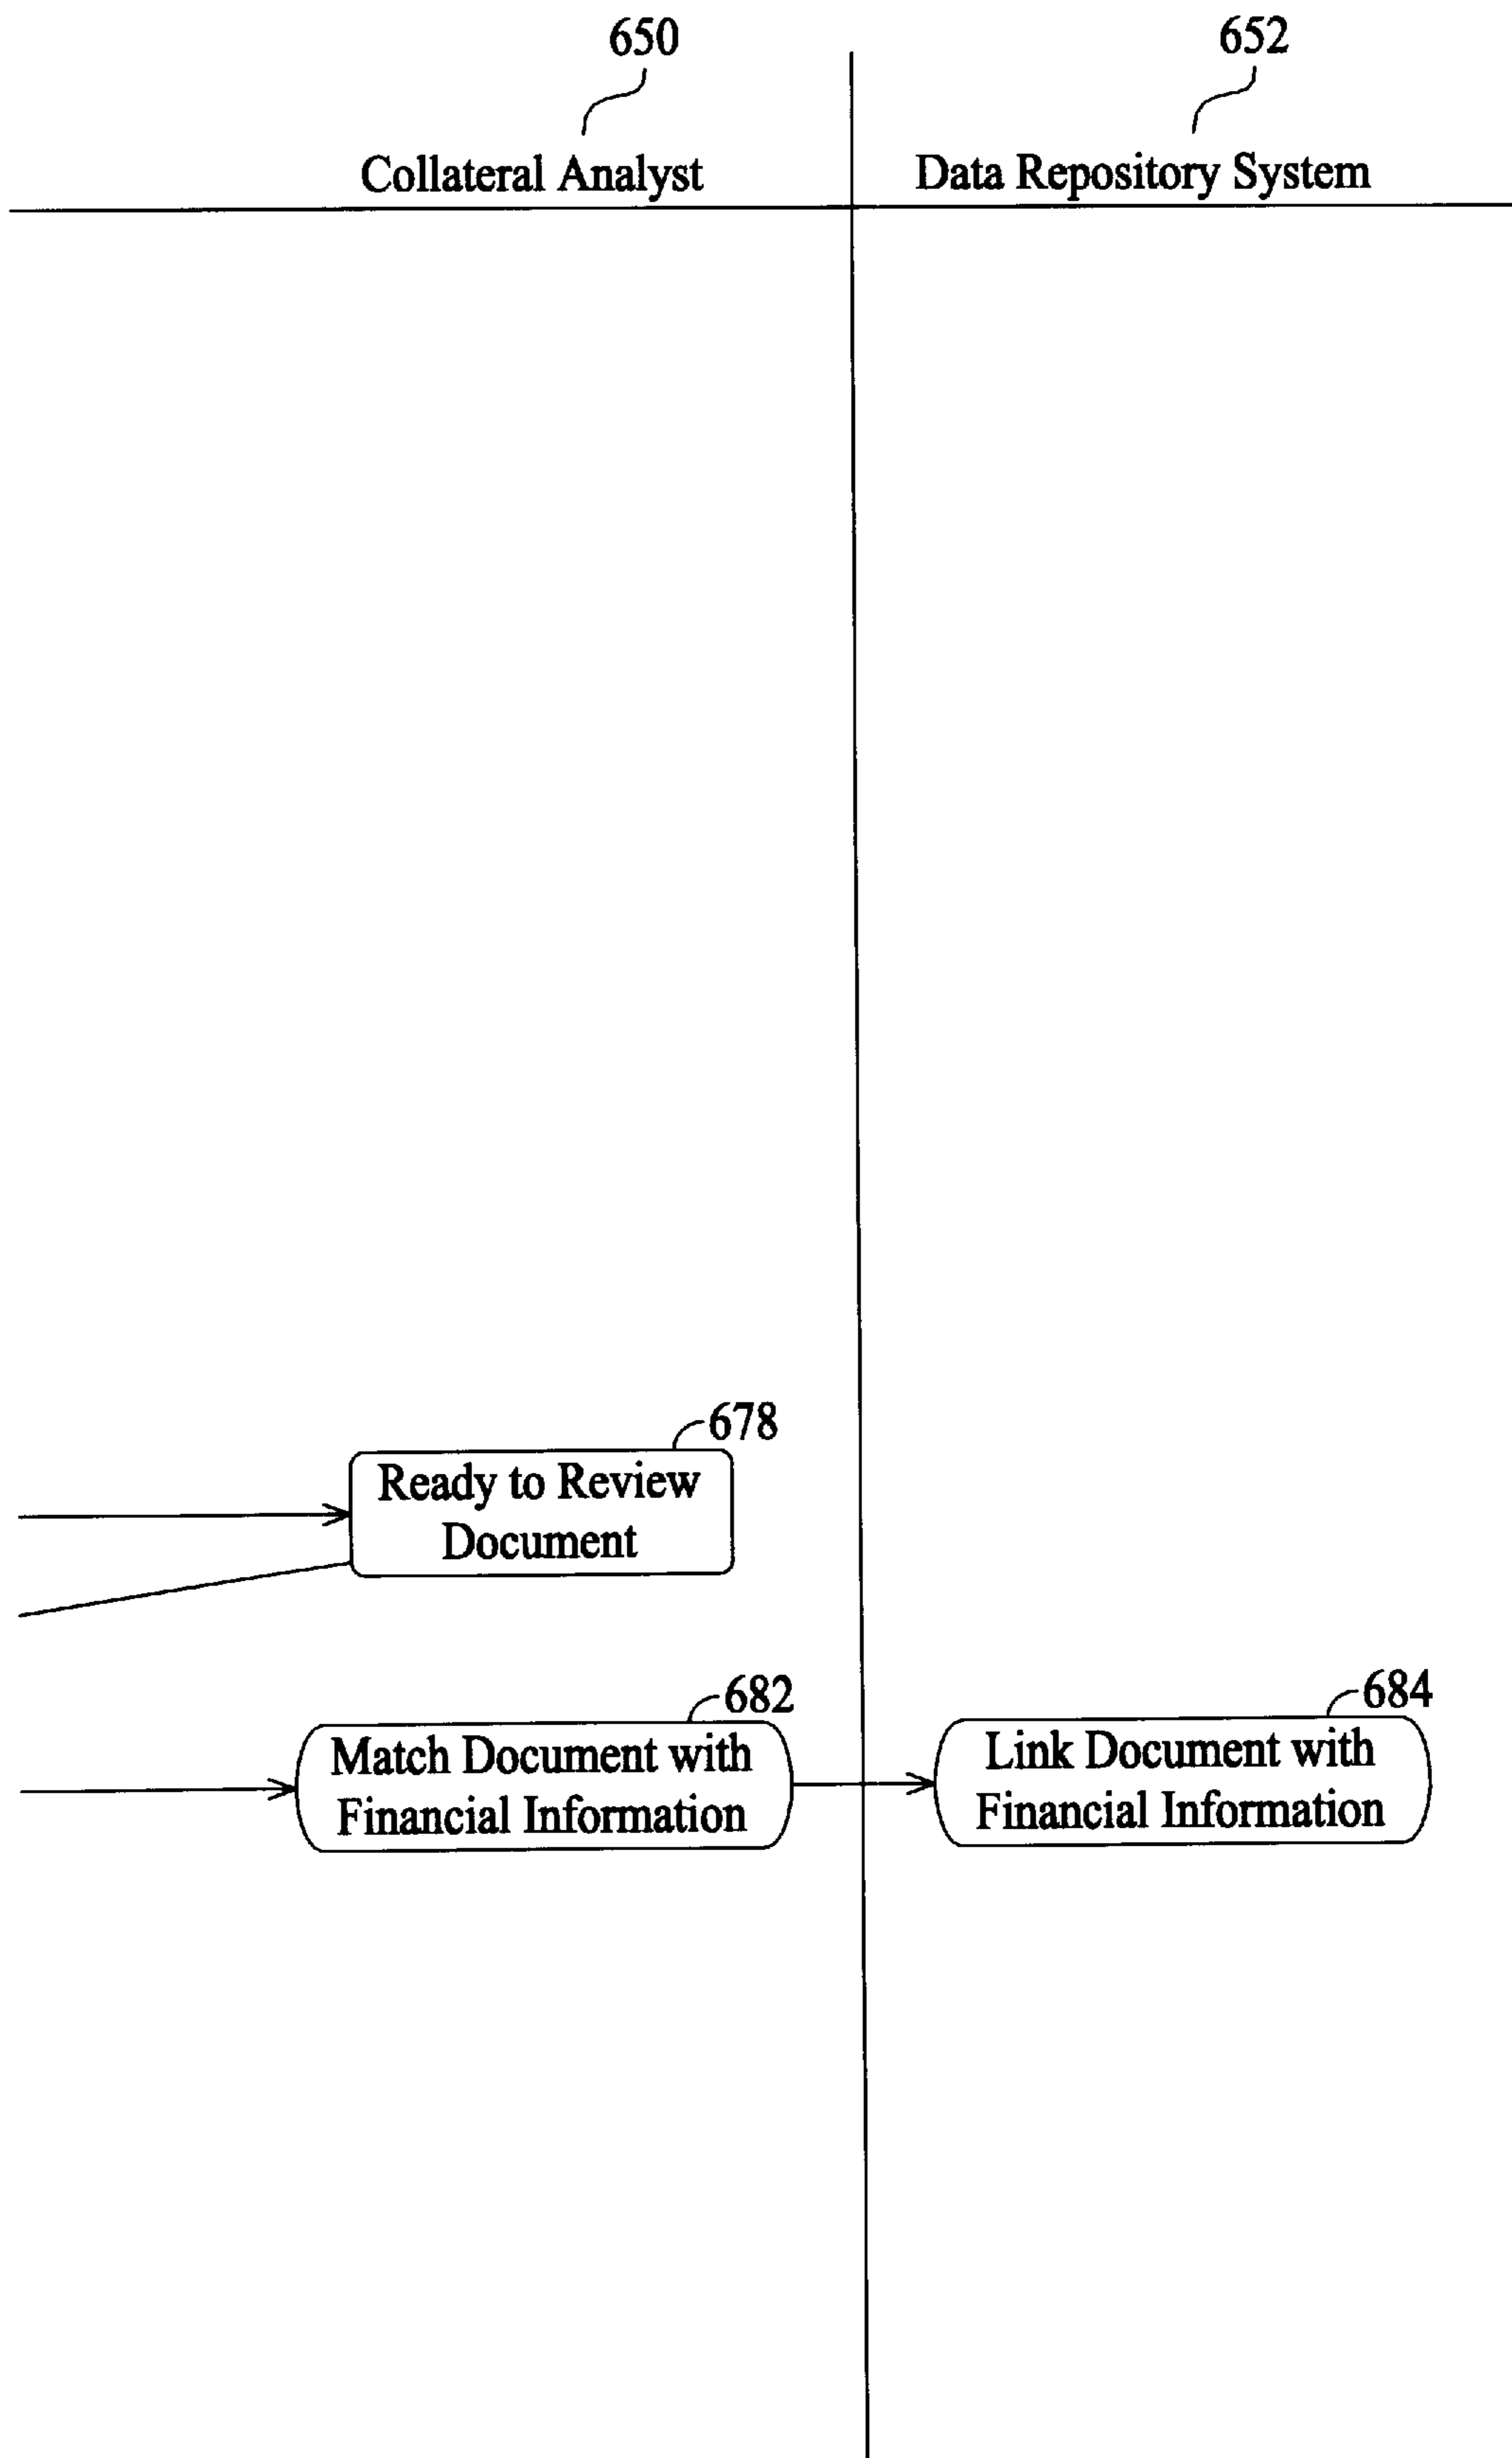 650
652
Collateral Analyst
Data Repository System
678
Ready to Review
Document
682
Match Document with
Financial Information
684
Link Document with
Financial Information